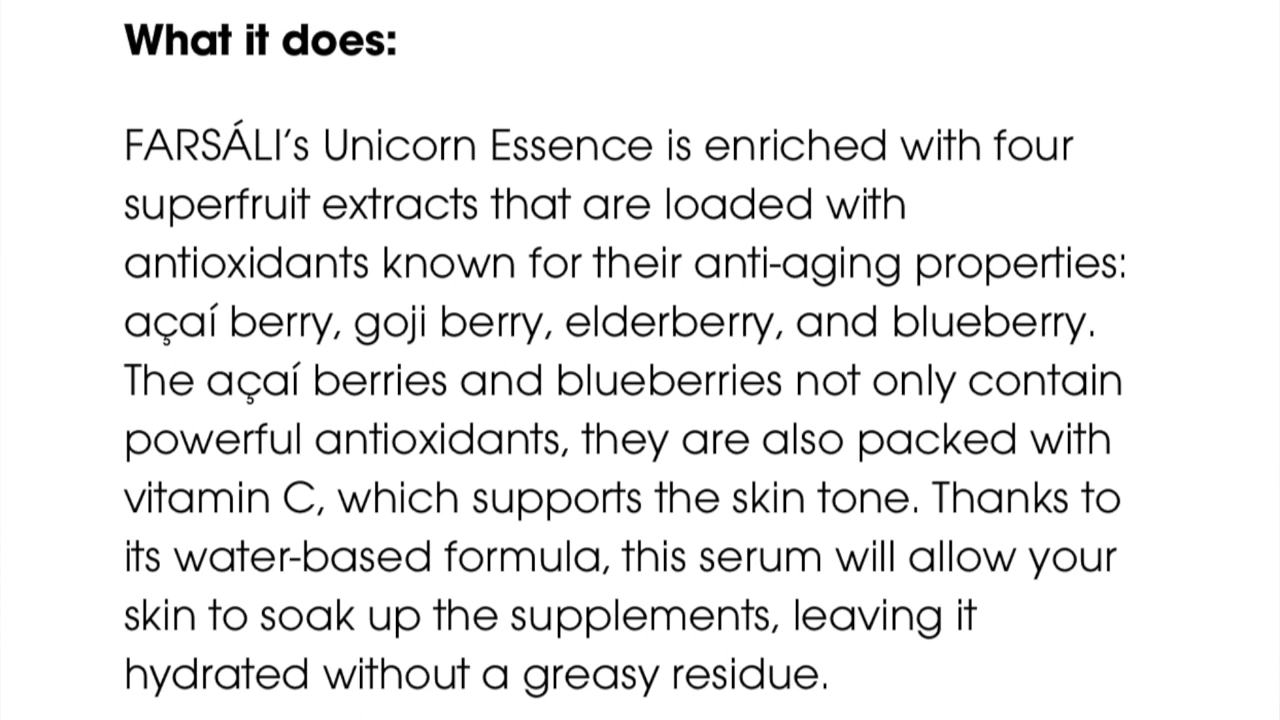 What it does:
FARSÁLI’s Unicorn Essence is enriched with four
superfruit extracts that are loaded with
antioxidants known for their anti-aging properties:
açaí berry, goji berry, elderberry, and blueberry.
The açaí berries and blueberries not only contain
powerful antioxidants, they are also packed with
vitamin C, which supports the skin tone. Thanks to
its water-based formula, this serum will allow your
skin to soak up the supplements, leaving it
hydrated without a greasy residue.